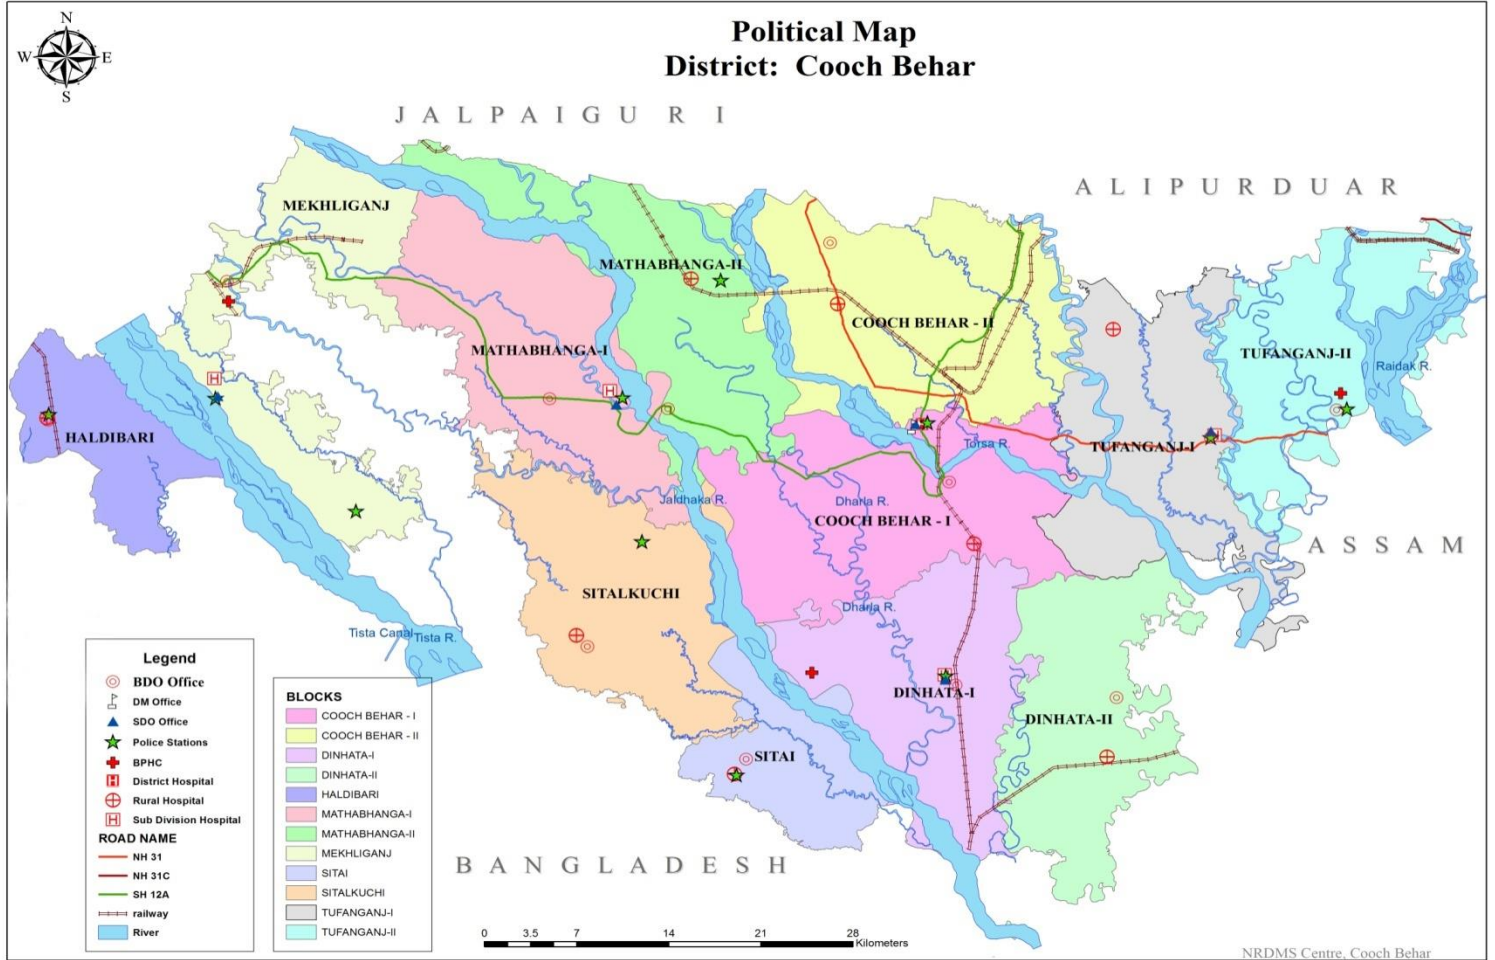 Political Map
District: Cooch Behar
N
W
E
S
JALPAIGURI
ALIPURDUAR
MEKHLIGANJ
MATHABHANGA-II
COOCH BEHAR - II
MATHABHANGA-I
TUFANGANJ-II
Raidak R.
HALDIBARI
Torsa R.
TUFANGANJ-I
Jaldhaka R.
Dharla R.
COOCH BEHAR - I
ASSAM
SITALKUCHI
Dharla R.
Tista Canal
Tista R.
DINHATA-I
DINHATA-II
SITAI
BANGLADESH
Legend
BDO Office
DM Office
SDO Office
Police Stations
BPHC
District Hospital
Rural Hospital
Sub Division Hospital
ROAD NAME
NH 31
NH 31C
SH 12A
railway
River
BLOCKS
COOCH BEHAR - I
COOCH BEHAR - II
DINHATA-I
DINHATA-II
HALDIBARI
MATHABHANGA-I
MATHABHANGA-II
MEKHLIGANJ
SITAI
SITALKUCHI
TUFANGANJ-I
TUFANGANJ-II
0 3.5 7 14 21 28
Kilometers
NRDMS Centre, Cooch Behar